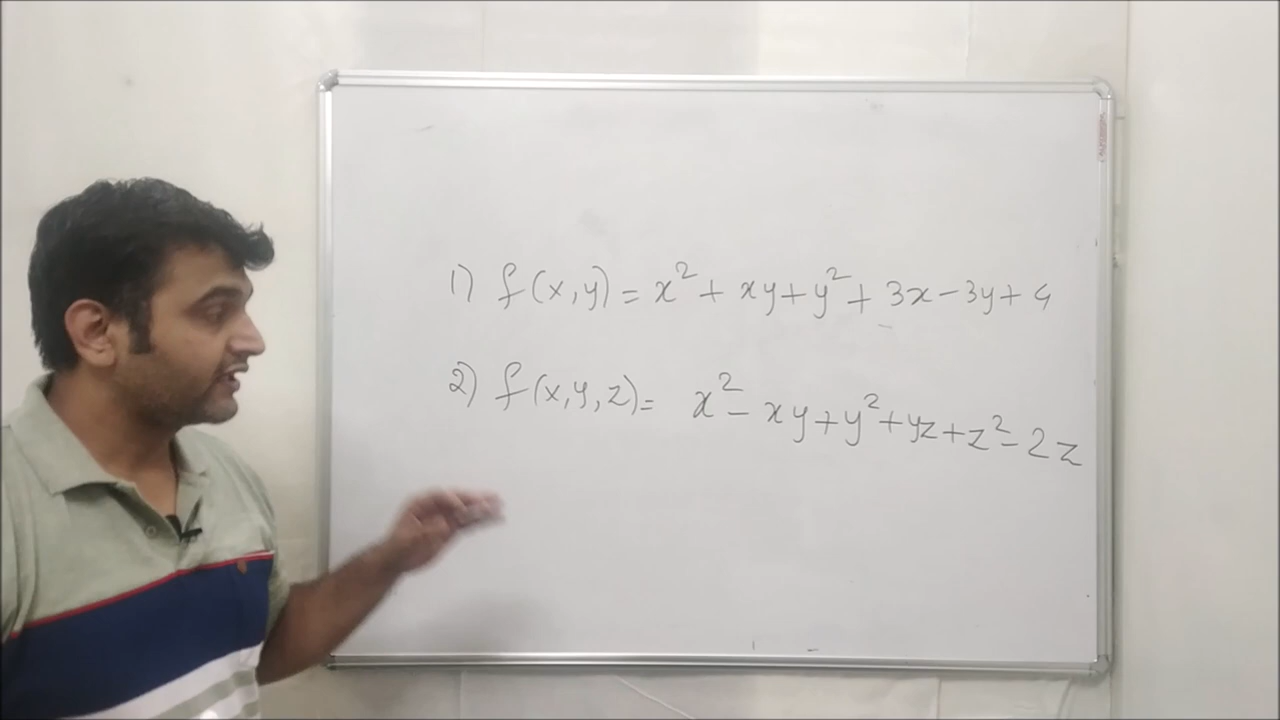 1) f(x,y) = x² + xy + y² + 3x - 3y + 4
2) f(x,y,z) = x² - xy + y² + yz + z² - 2z